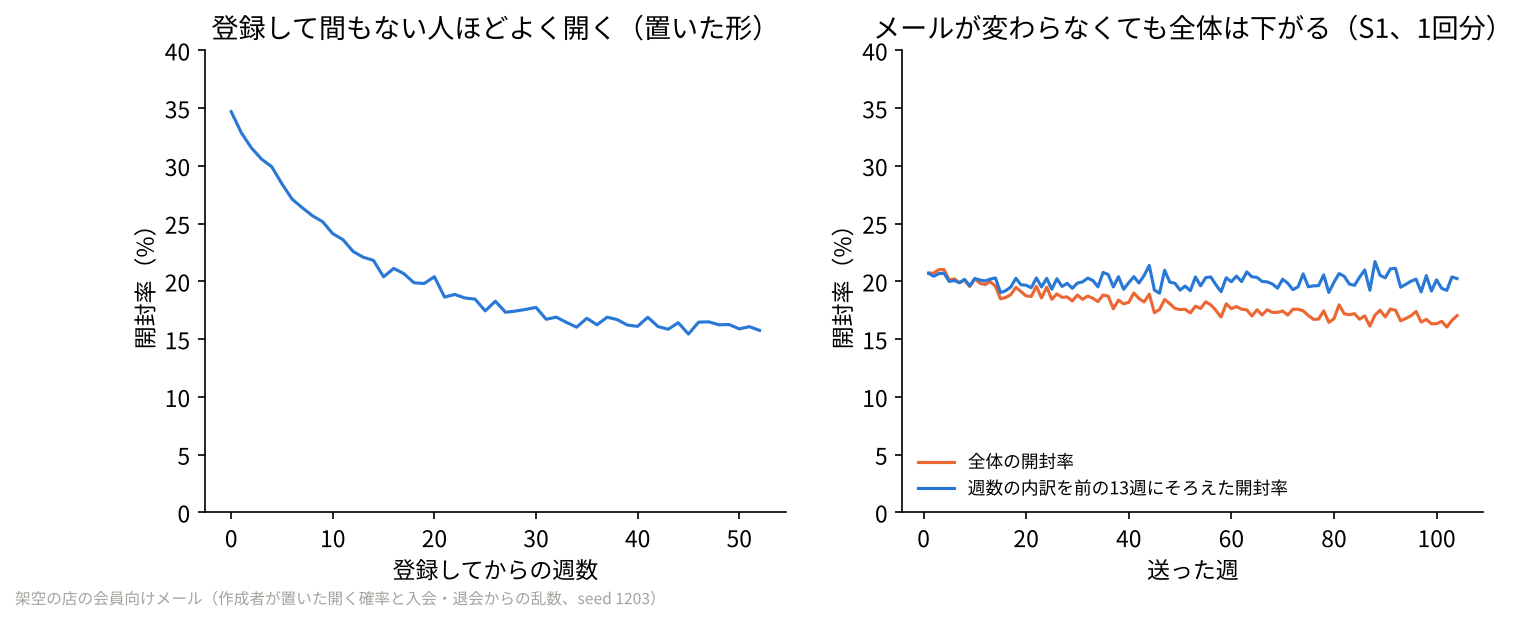 登録して間もない人ほどよく開く（置いた形）
40
35
30
25
20
15
10
5
0
開封率（%）
0 10 20 30 40 50
登録してからの週数
メールが変わらなくても全体は下がる（S1、1回分）
40
35
30
25
20
15
10
5
0
開封率（%）
全体の開封率
週数の内訳を前の13週にそろえた開封率
0 20 40 60 80 100
送った週
架空の店の会員向けメール（作成者が置いた開く確率と入会・退会からの乱数、seed 1203）